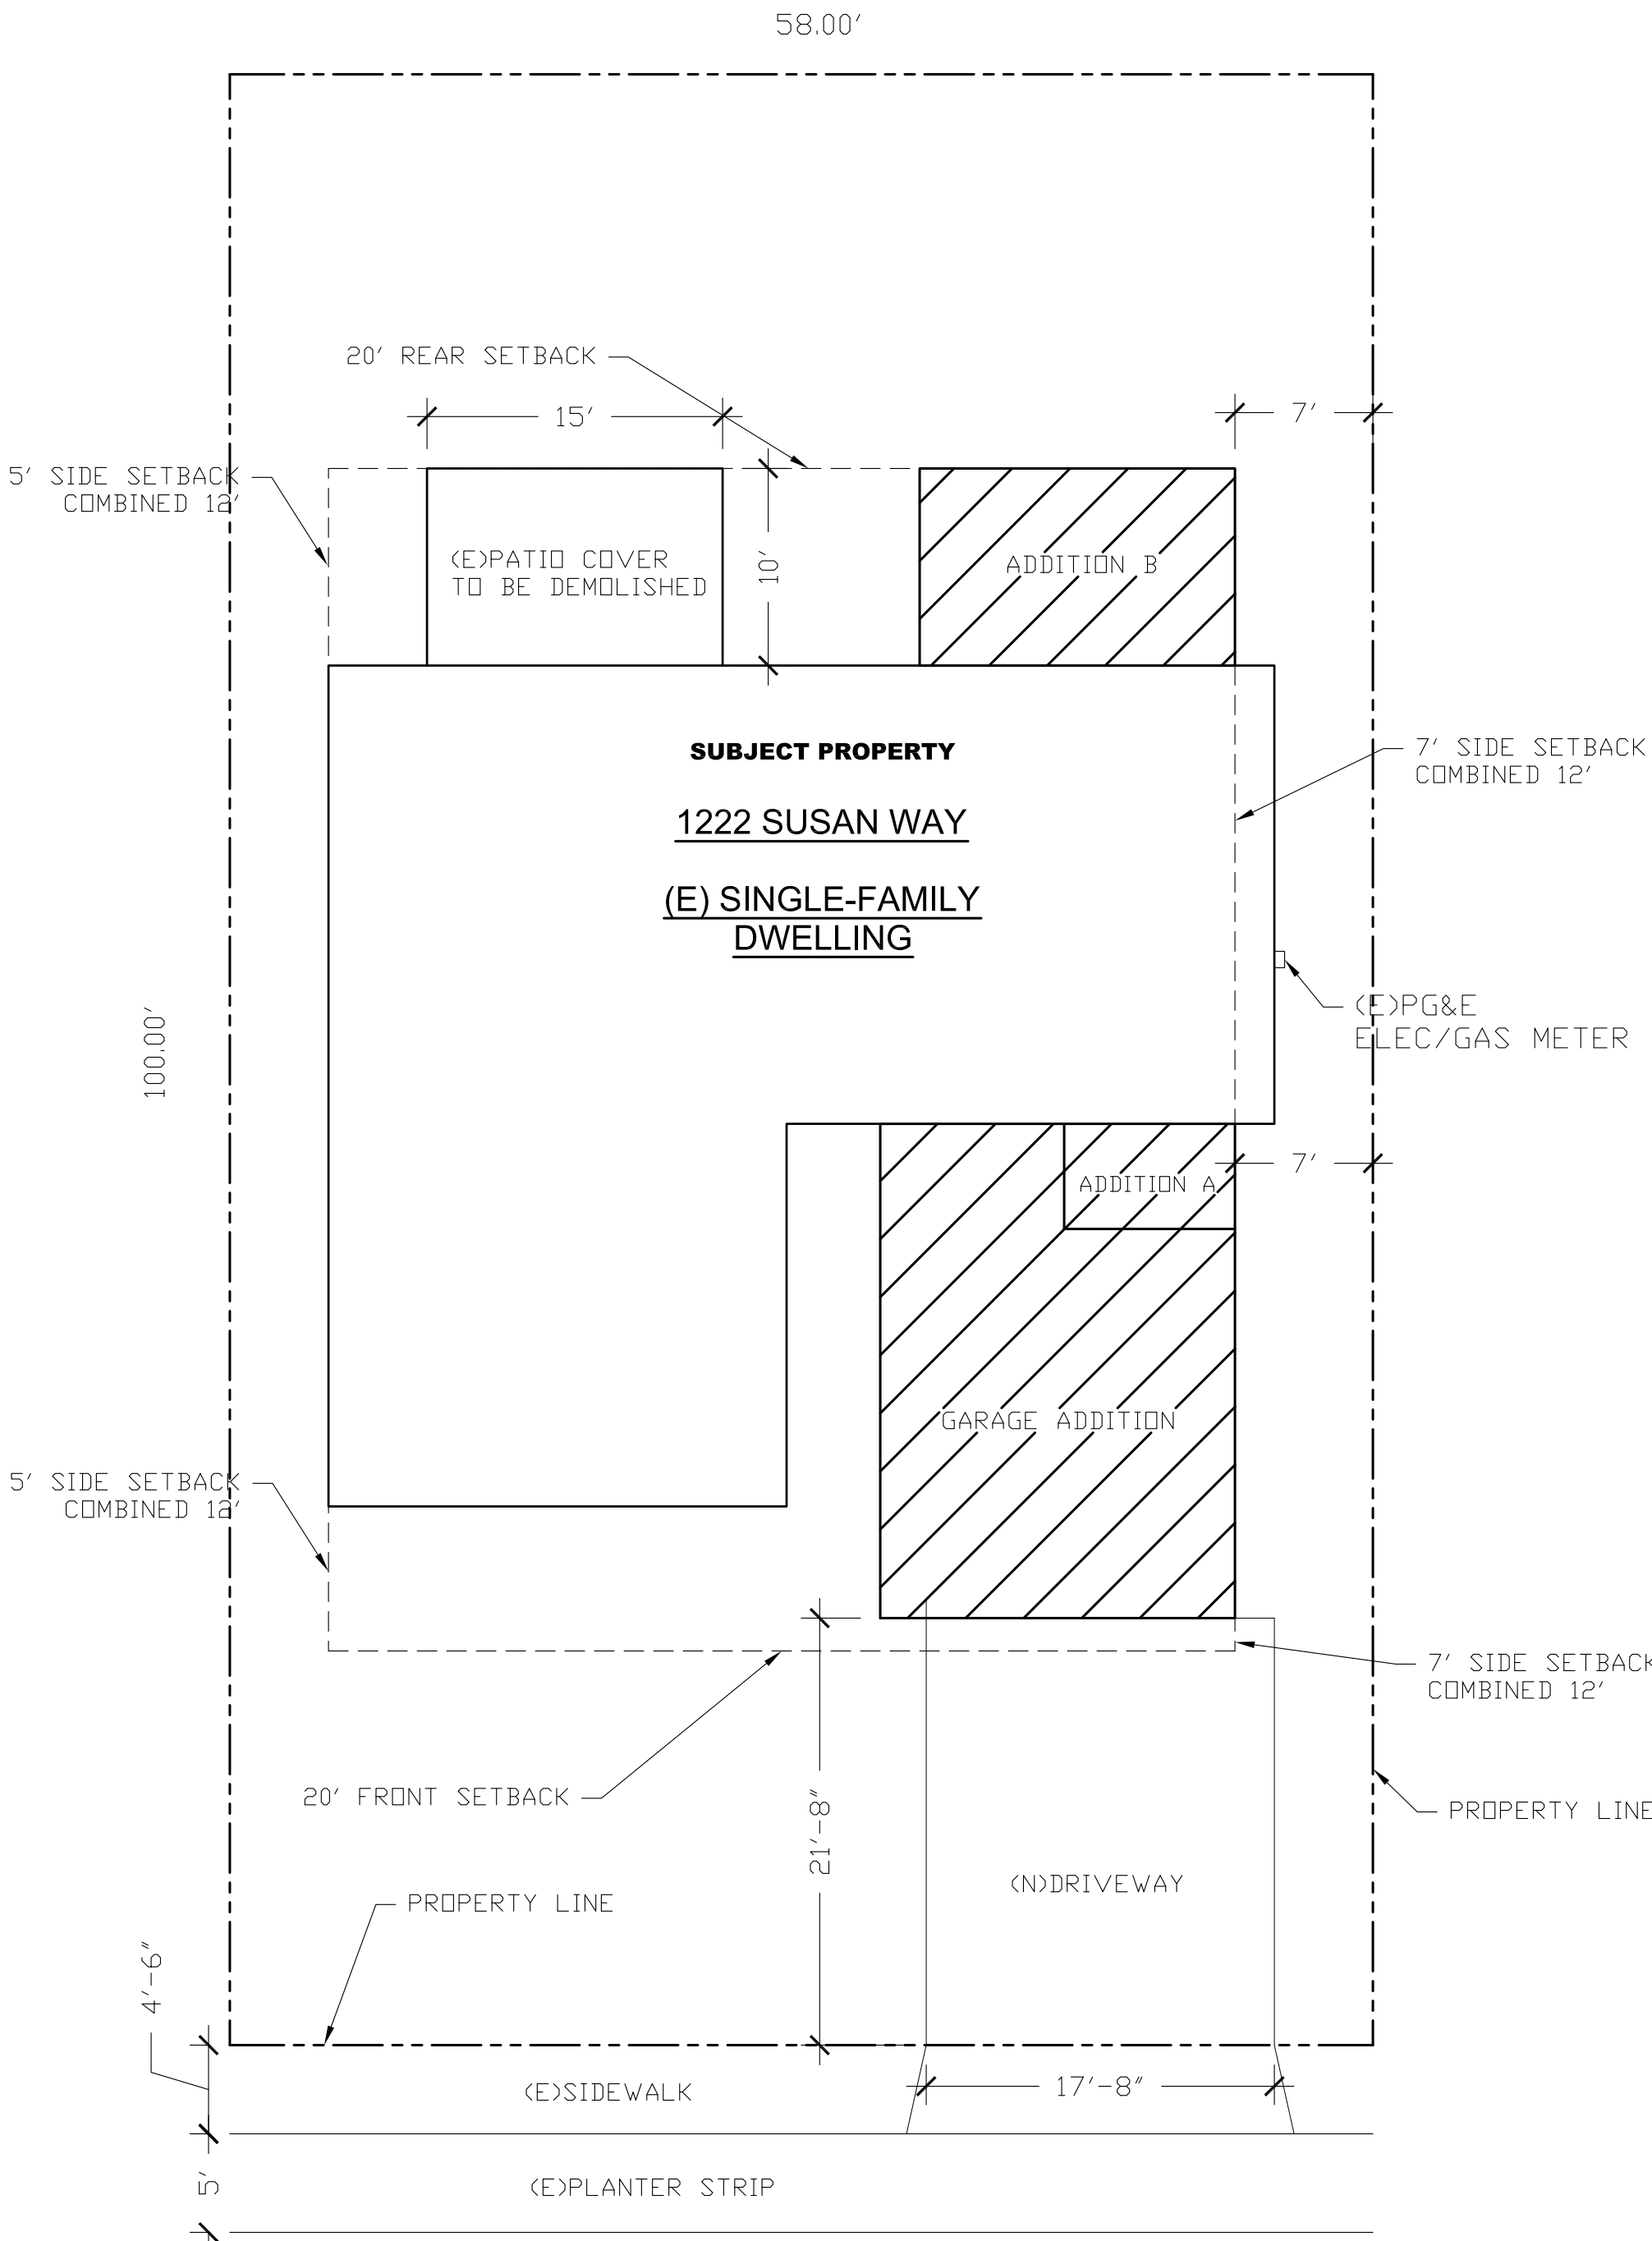 58.00'
20' REAR SETBACK
15'
7'
5' SIDE SETBACK
COMBINED 12'
(E)PATIO COVER
TO BE DEMOLISHED
10'
ADDITION B
SUBJECT PROPERTY
7' SIDE SETBACK
COMBINED 12'
1222 SUSAN WAY
(E) SINGLE-FAMILY
DWELLING
(E)PG&E
ELEC/GAS METER
100.00'
7'
ADDITION A
GARAGE ADDITION
5' SIDE SETBACK
COMBINED 12'
7' SIDE SETBACK
COMBINED 12'
20' FRONT SETBACK
21'-8"
PROPERTY LINE
(N)DRIVEWAY
PROPERTY LINE
4'-6"
(E)SIDEWALK
17'-8"
5'
(E)PLANTER STRIP